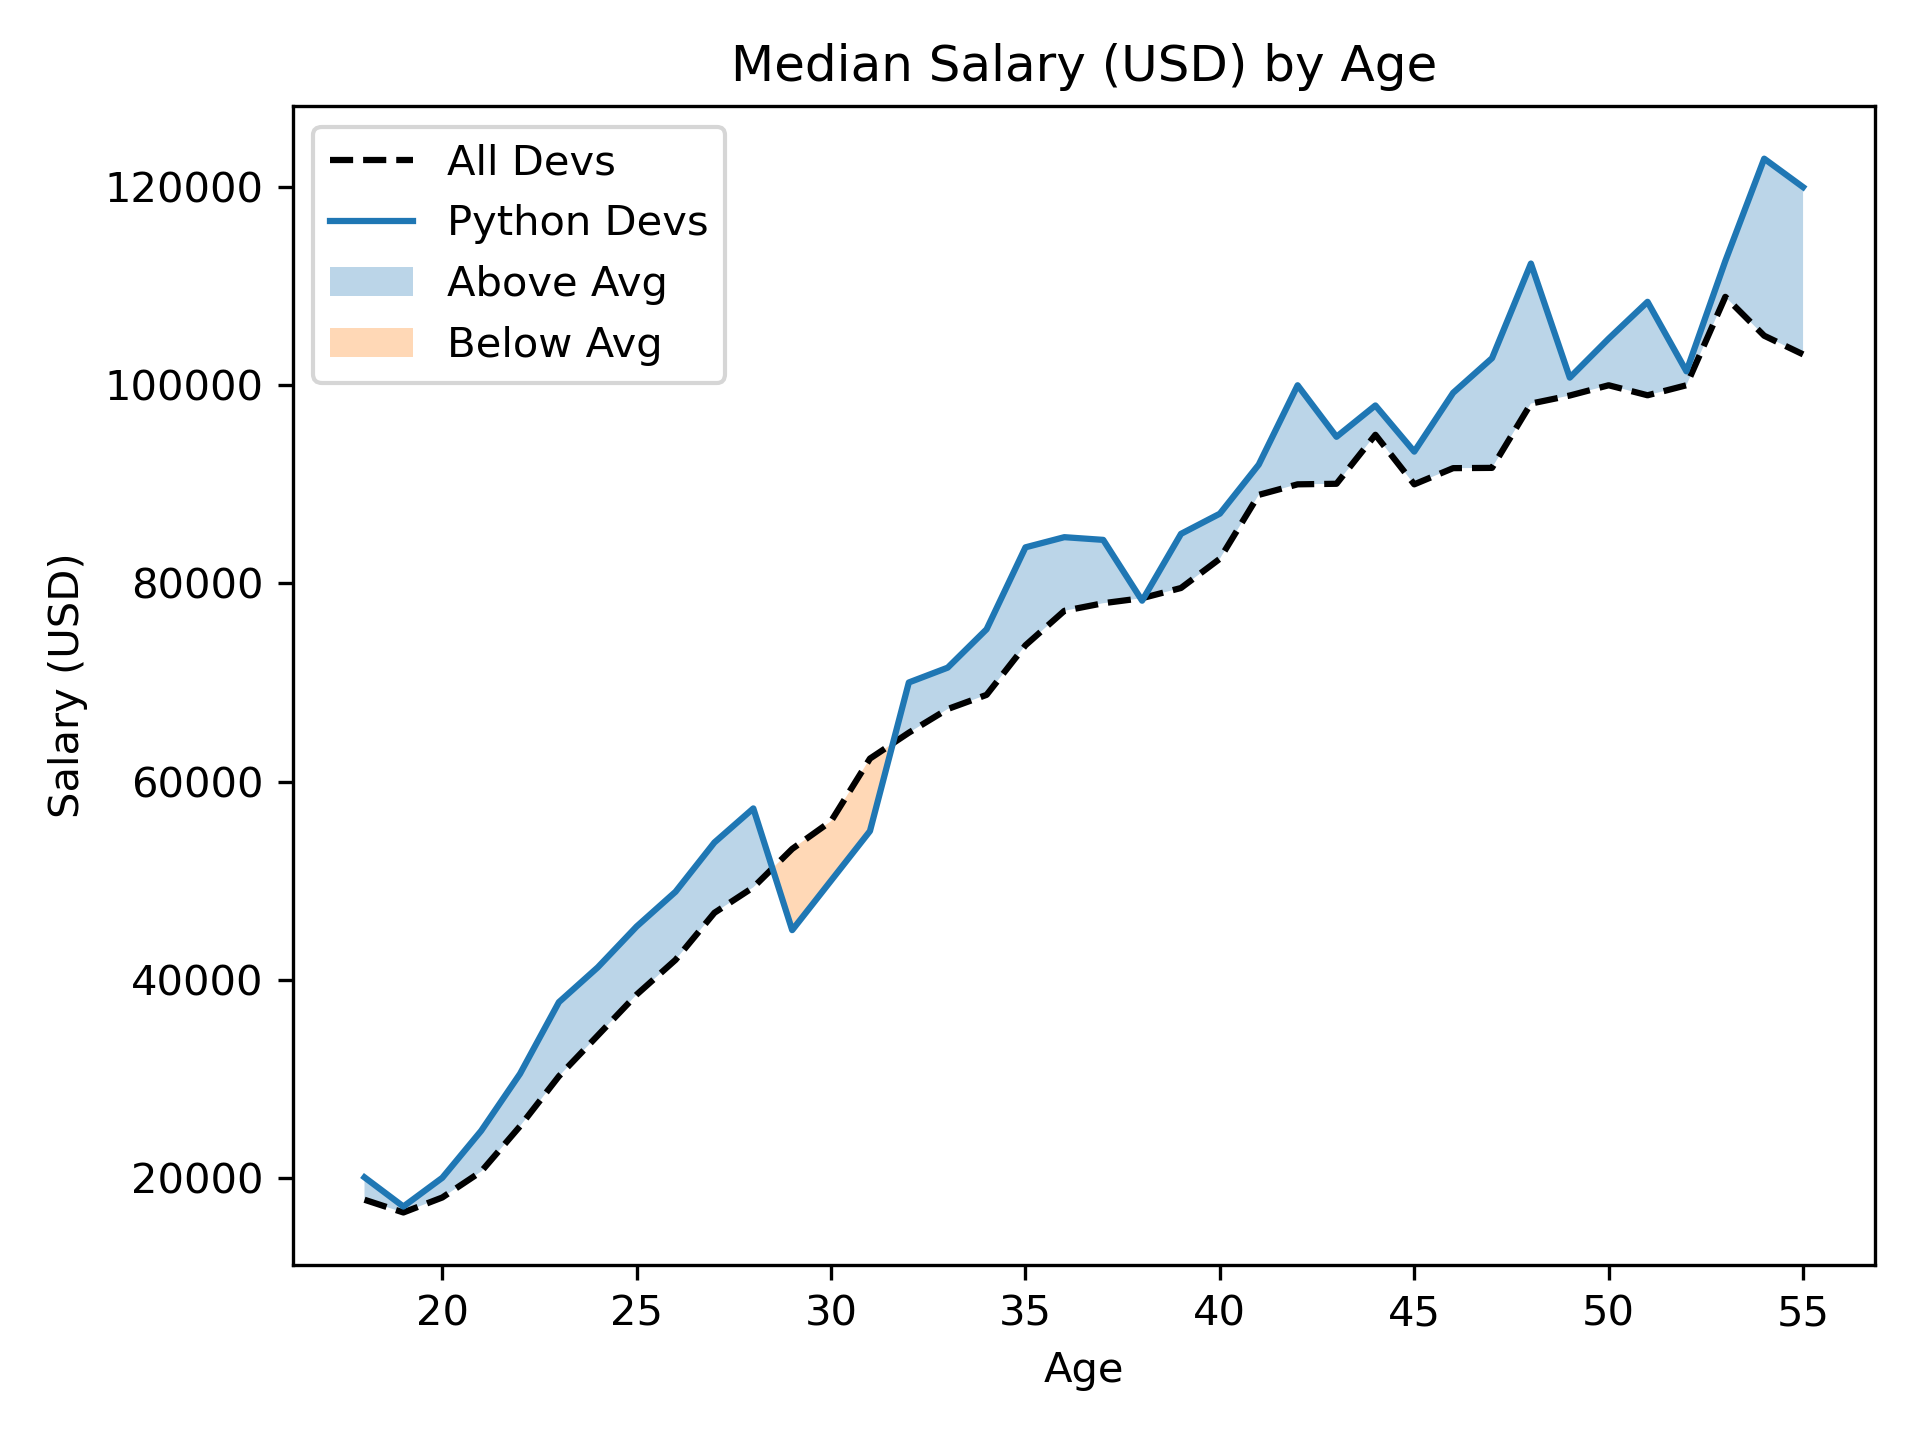 Median Salary (USD) by Age
All Devs
Python Devs
Above Avg
Below Avg
Salary (USD)
120000
100000
80000
60000
40000
20000
20 25 30 35 40 45 50 55
Age